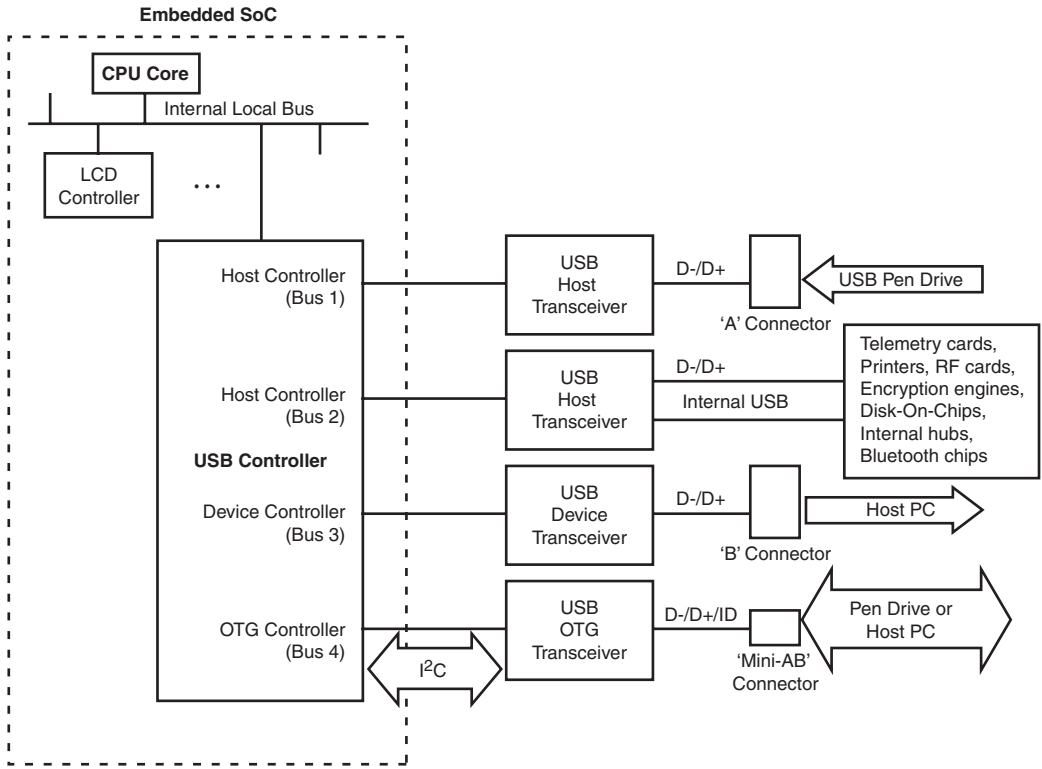 Embedded SoC
CPU Core
Internal Local Bus
LCD
Controller
...
Host Controller
(Bus 1)
USB
Host
Transceiver
D-/D+
'A' Connector
USB Pen Drive
Host Controller
(Bus 2)
USB
Host
Transceiver
D-/D+
Internal USB
Telemetry cards,
Printers, RF cards,
Encryption engines,
Disk-On-Chips,
Internal hubs,
Bluetooth chips
USB Controller
Device Controller
(Bus 3)
USB
Device
Transceiver
D-/D+
'B' Connector
Host PC
OTG Controller
(Bus 4)
I²C
USB
OTG
Transceiver
D-/D+/ID
'Mini-AB'
Connector
Pen Drive or
Host PC